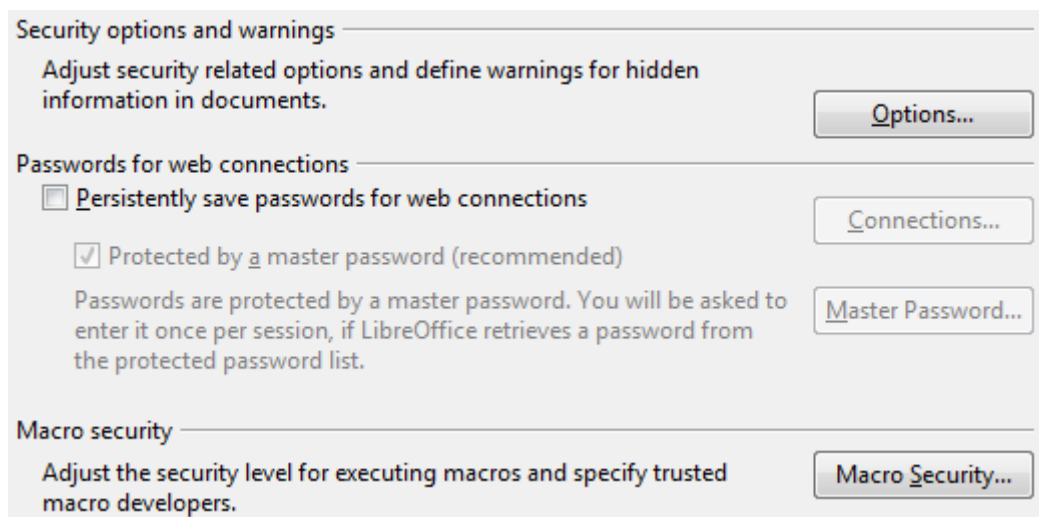 Security options and warnings
Adjust security related options and define warnings for hidden
information in documents.
Options...
Passwords for web connections
Persistently save passwords for web connections
Connections...
Protected by a master password (recommended)
Passwords are protected by a master password. You will be asked to
enter it once per session, if LibreOffice retrieves a password from
the protected password list.
Master Password...
Macro security
Adjust the security level for executing macros and specify trusted
macro developers.
Macro Security...